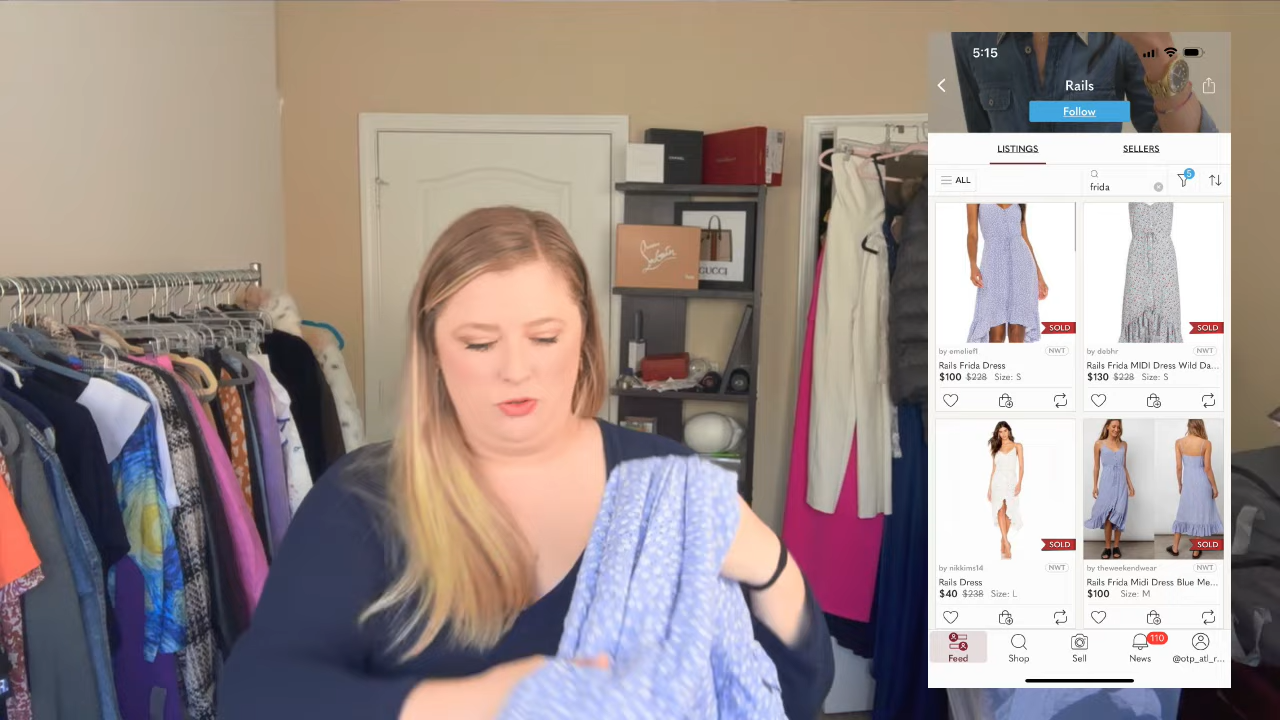 5:15
Rails
Follow
LISTINGS
SELLERS
ALL
frida
5
SOLD
SOLD
by emelief1
NWT
by debhr
NWT
Rails Frida Dress
Rails Frida MIDI Dress Wild Da...
$100 $228 Size: S
$130 $228 Size: S
SOLD
SOLD
by nikkims14
NWT
by theweekendwear
NWT
Rails Dress
Rails Frida Midi Dress Blue Me...
$40 $238 Size: L
$100 Size: M
Feed
Shop
Sell
110
News
@otp_atl_r...
GUCCI